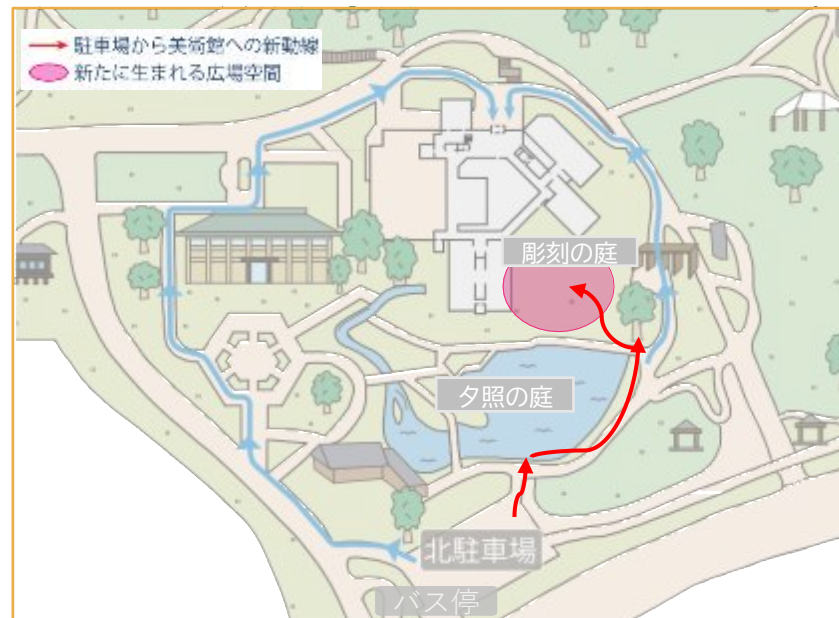 駐車場から美術館への新動線
新たに生まれる広場空間
彫刻の庭
夕照の庭
北駐車場
バス停